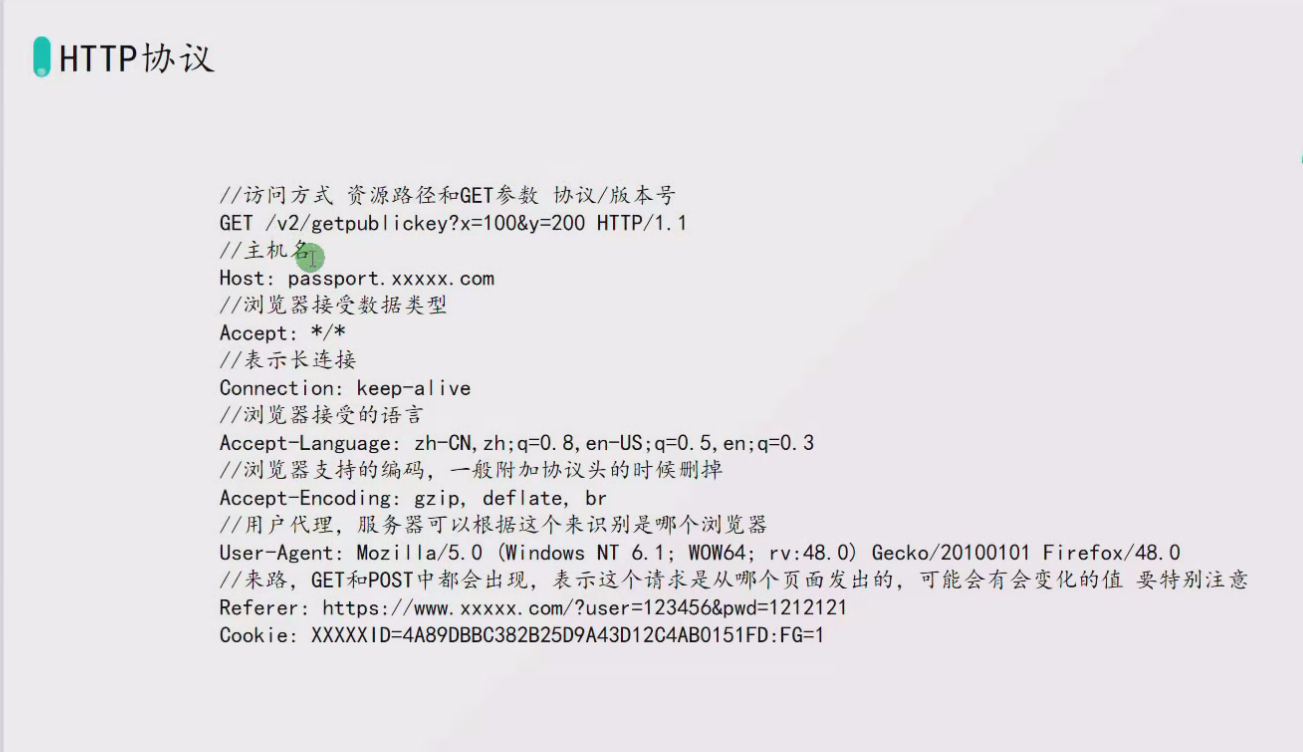 HTTP协议
//访问方式 资源路径和GET参数 协议/版本号
GET /v2/getpublickey?x=100&y=200 HTTP/1.1
//主机名
Host: passport.xxxxx.com
//浏览器接受数据类型
Accept: */*
//表示长连接
Connection: keep-alive
//浏览器接受的语言
Accept-Language: zh-CN,zh;q=0.8,en-US;q=0.5,en;q=0.3
//浏览器支持的编码，一般附加协议头的时候删掉
Accept-Encoding: gzip, deflate, br
//用户代理，服务器可以根据这个来识别是哪个浏览器
User-Agent: Mozilla/5.0 (Windows NT 6.1; WOW64; rv:48.0) Gecko/20100101 Firefox/48.0
//来路，GET和POST中都会出现，表示这个请求是从哪个页面发出的，可能会有会变化的值 要特别注意
Referer: https://www.xxxxx.com/?user=123456&pwd=1212121
Cookie: XXXXXID=4A89DBBC382B25D9A43D12C4AB0151FD:FG=1